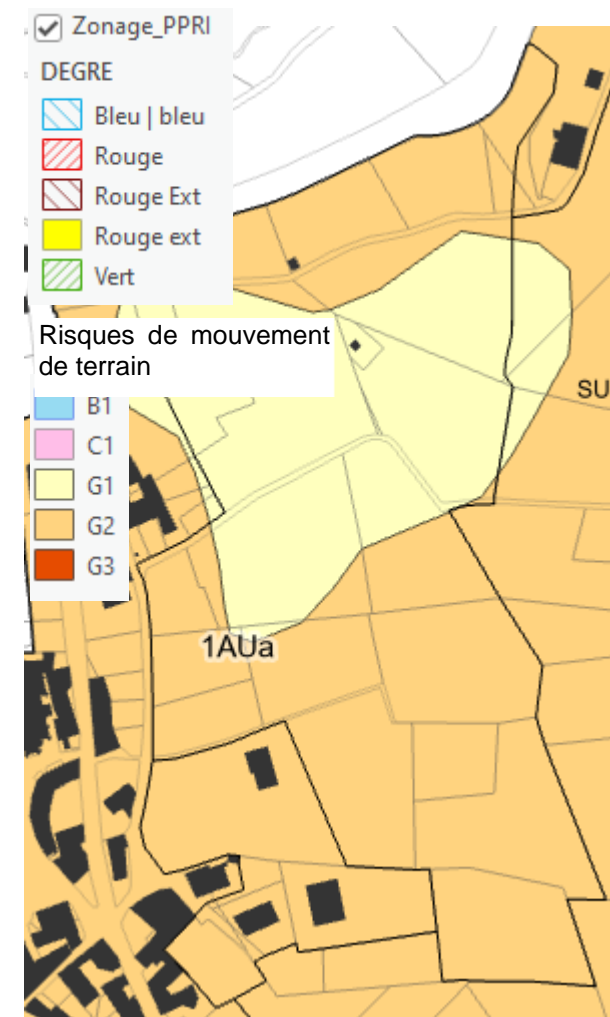 Zonage_PPRI
DEGRE
Bleu | bleu
Rouge
Rouge Ext
Rouge ext
Vert
Risques de mouvement
de terrain
B1
C1
G1
G2
G3
SU
1AUa